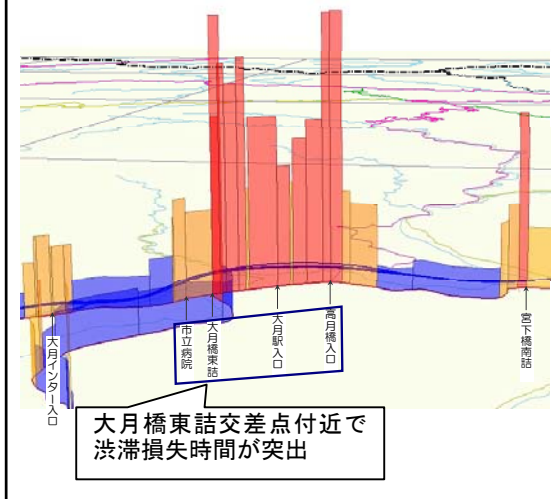 大月インター入口
市立病院
大月橋東詰
大月駅入口
高月橋入口
宮下橋南詰
大月橋東詰交差点付近で
渋滞損失時間が突出